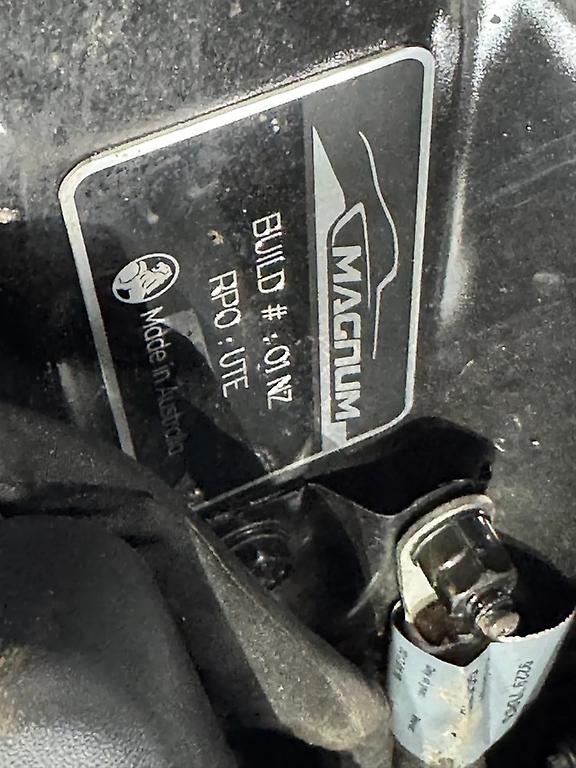 MAGNUM
BUILD # : 01 NZ
RPO : UTE
Made in Australia